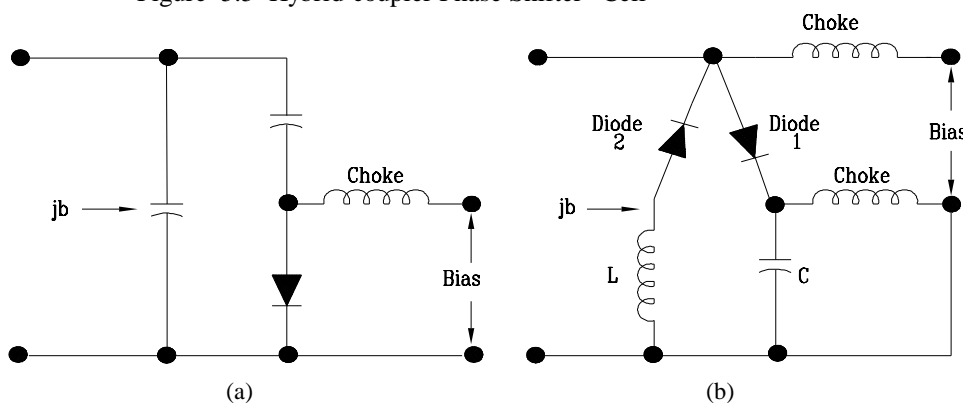 Figure 3.3 Hybrid coupler Phase Shifter Cell
Choke
Diode
2
Diode
1
Bias
Choke
Choke
jb
jb
Bias
L
C
(a)
(b)